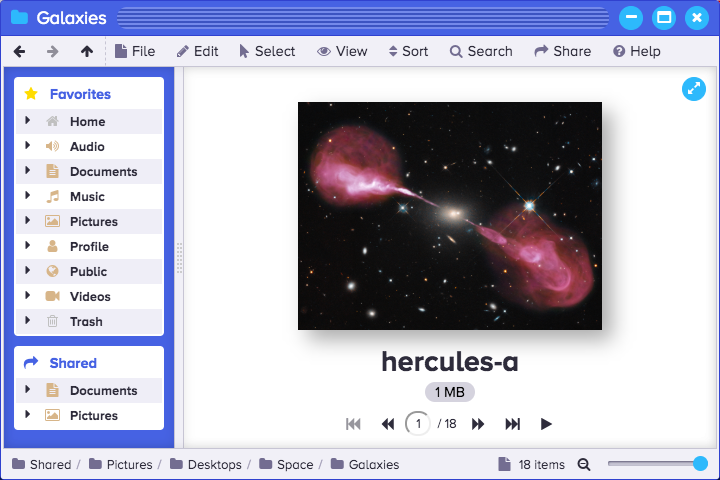 Galaxies
File Edit Select View Sort Search Share Help
Favorites
Home
Audio
Documents
Music
Pictures
Profile
Public
Videos
Trash
Shared
Documents
Pictures
hercules-a
1 MB
1 / 18
Shared / Pictures / Desktops / Space / Galaxies
18 items